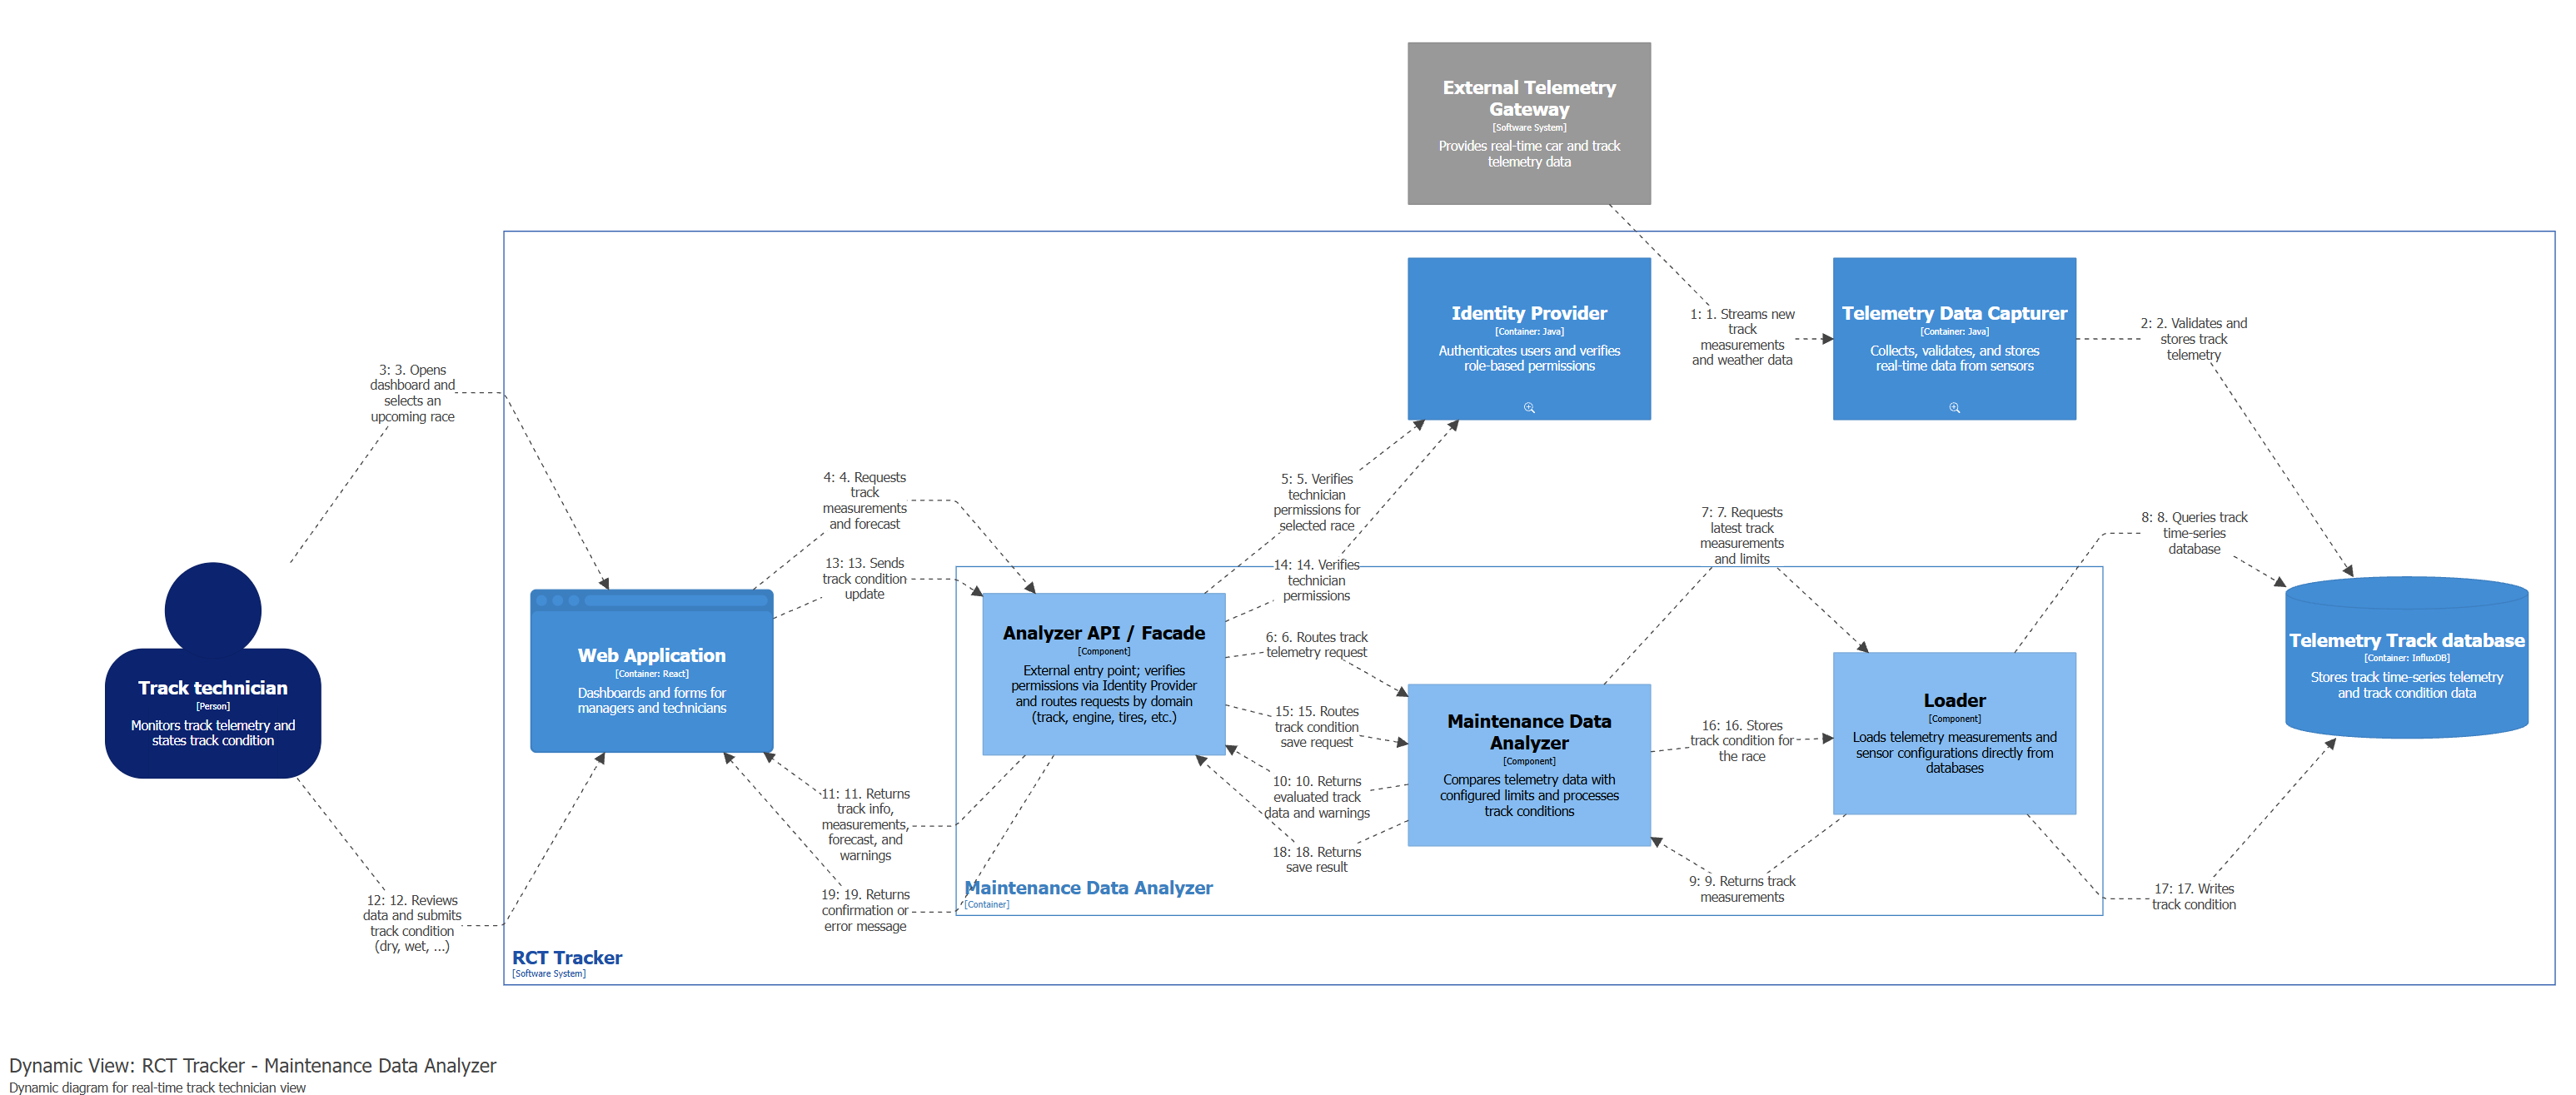 External Telemetry
Gateway
[Software System]
Provides real-time car and track
telemetry data
Identity Provider
[Container: Java]
Authenticates users and verifies
role-based permissions
1: 1. Streams new
track
measurements
and weather data
Telemetry Data Capturer
[Container: Java]
Collects, validates, and stores
real-time data from sensors
2: 2. Validates and
stores track
telemetry
3: 3. Opens
dashboard and
selects an
upcoming race
4: 4. Requests
track
measurements
and forecast
5: 5. Verifies
technician
permissions for
selected race
7: 7. Requests
latest track
measurements
and limits
8: 8. Queries track
time-series
database
13: 13. Sends
track condition
update
14: 14. Verifies
technician
permissions
Track technician
[Person]
Monitors track telemetry and
states track condition
Web Application
[Container: React]
Dashboards and forms for
managers and technicians
Analyzer API / Facade
[Component]
External entry point; verifies
permissions via Identity Provider
and routes requests by domain
(track, engine, tires, etc.)
6: 6. Routes track
telemetry request
15: 15. Routes
track condition
save request
10: 10. Returns
evaluated track
data and warnings
18: 18. Returns
save result
Maintenance Data
Analyzer
[Component]
Compares telemetry data with
configured limits and processes
track conditions
16: 16. Stores
track condition for
the race
Loader
[Component]
Loads telemetry measurements and
sensor configurations directly from
databases
Telemetry Track database
[Container: InfluxDB]
Stores track time-series telemetry
and track condition data
11: 11. Returns
track info,
measurements,
forecast, and
warnings
12: 12. Reviews
data and submits
track condition
(dry, wet, ...)
19: 19. Returns
confirmation or
error message
9: 9. Returns track
measurements
17: 17. Writes
track condition
Maintenance Data Analyzer
[Container]
RCT Tracker
[Software System]
Dynamic View: RCT Tracker - Maintenance Data Analyzer
Dynamic diagram for real-time track technician view